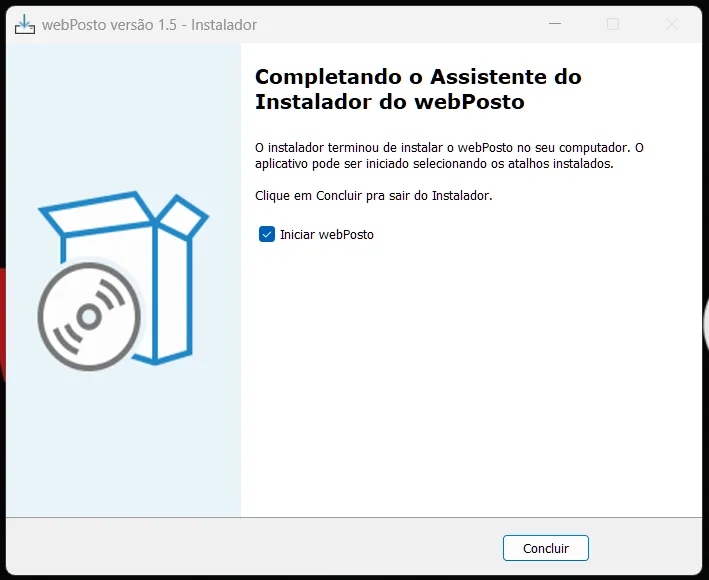 webPosto versão 1.5 - Instalador
Completando o Assistente do
Instalador do webPosto
O instalador terminou de instalar o webPosto no seu computador. O
aplicativo pode ser iniciado selecionando os atalhos instalados.
Clique em Concluir pra sair do Instalador.
Iniciar webPosto
Concluir